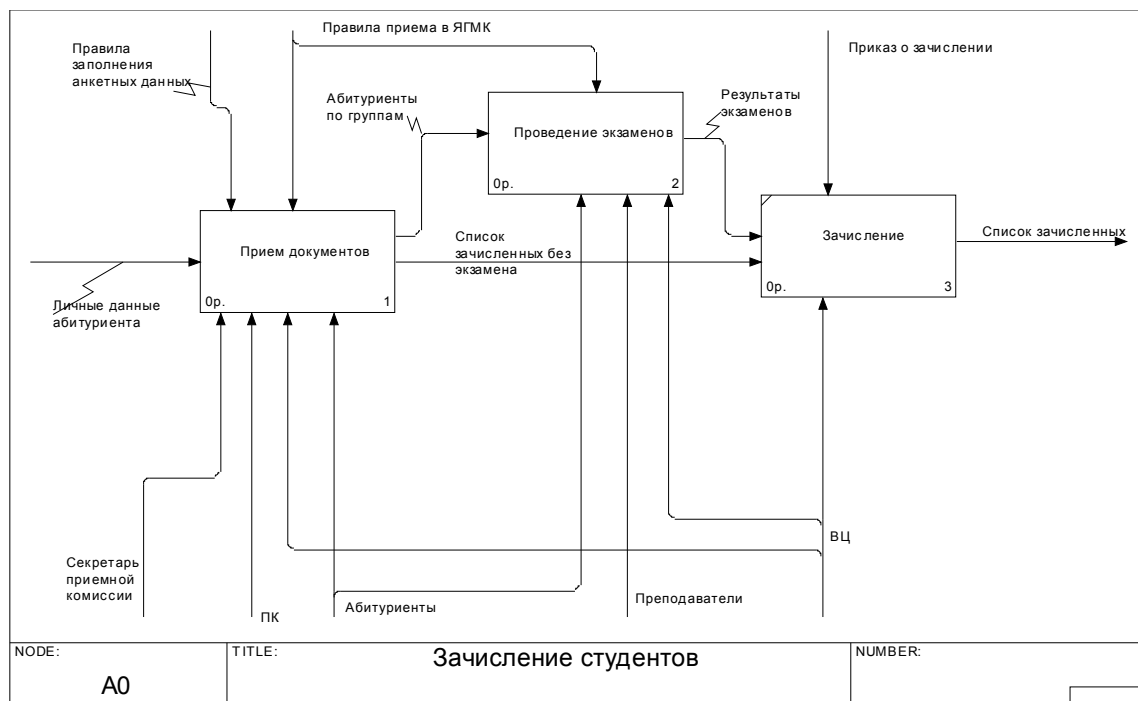 Правила приема в ЯГМК
Правила
заполнения
анкетных данных
Приказ о зачислении
Абитуриенты
по группам
Результаты
экзаменов
Проведение экзаменов
0р.
2
Прием документов
0р.
1
Список
зачисленных без
экзамена
Зачисление
0р.
3
Список зачисленных
Личные данные
абитуриента
ВЦ
Секретарь
приемной
комиссии
ПК
Абитуриенты
Преподаватели
NODE:
A0
TITLE:
Зачисление студентов
NUMBER: